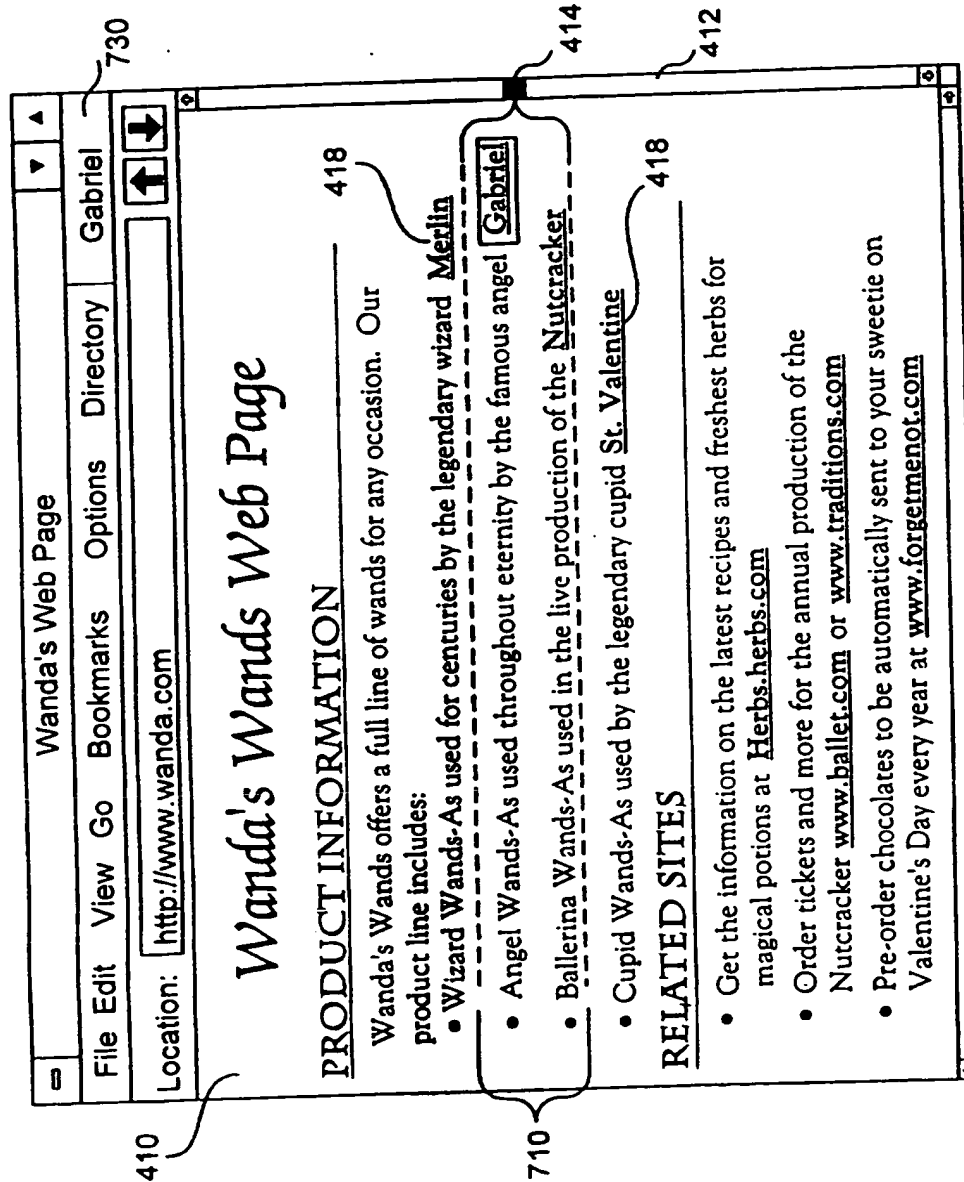 Wanda's Web Page
File Edit View Go Bookmarks Options Directory Gabriel
730
Location: http://www.wanda.com
410
Wanda's Wands Web Page
PRODUCT INFORMATION
418
Wanda's Wands offers a full line of wands for any occasion. Our
product line includes:
• Wizard Wands-As used for centuries by the legendary wizard Merlin
414
• Angel Wands-As used throughout eternity by the famous angel Gabriel
710
• Ballerina Wands-As used in the live production of the Nutcracker
412
• Cupid Wands-As used by the legendary cupid St. Valentine
418
RELATED SITES
• Get the information on the latest recipes and freshest herbs for
magical potions at Herbs.herbs.com
• Order tickets and more for the annual production of the
Nutcracker www.ballet.com or www.traditions.com
• Pre-order chocolates to be automatically sent to your sweetie on
Valentine's Day every year at www.forgetmenot.com